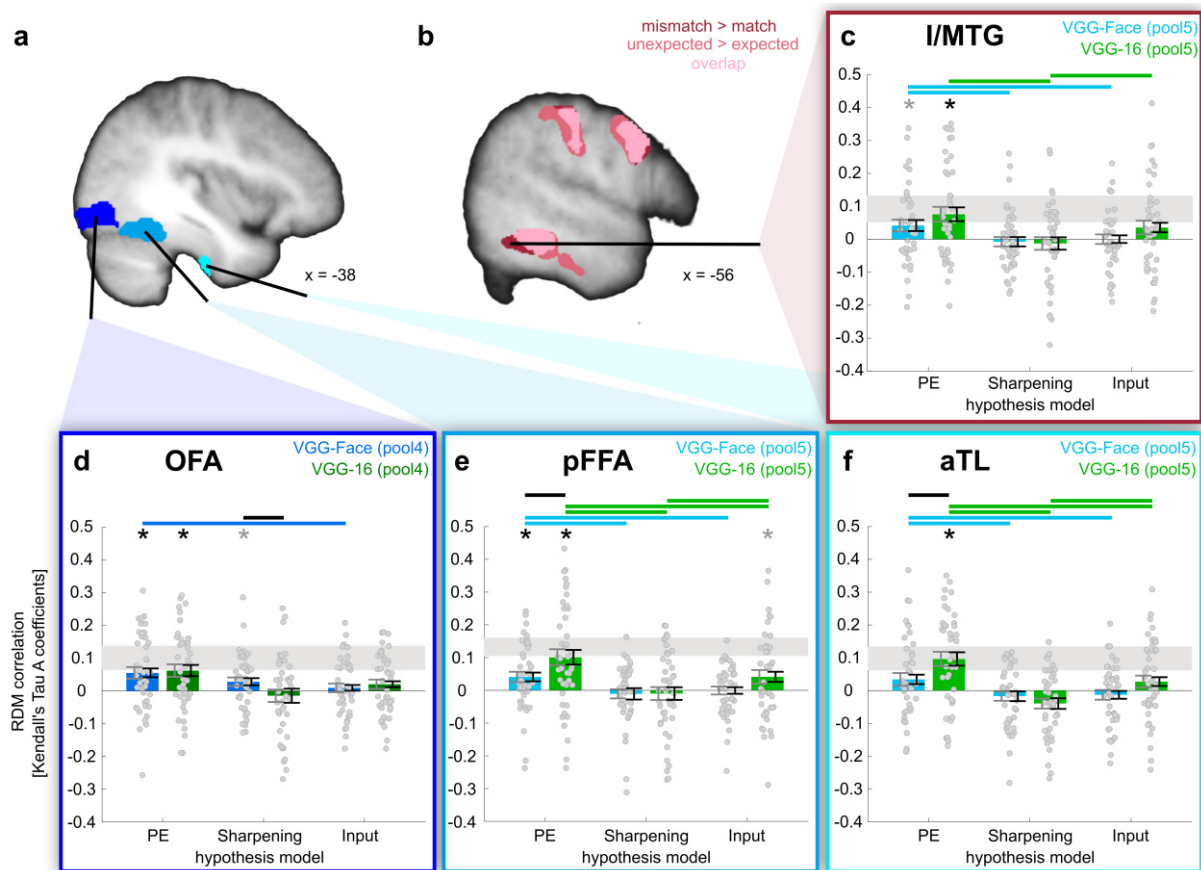 a
b
mismatch > match
unexpected > expected
overlap
x = -38
x = -56
c
I/MTG
VGG-Face (pool5)
VGG-16 (pool5)
0.5
0.4
0.3
0.2
0.1
0
-0.1
-0.2
-0.3
-0.4
* *
PE Sharpening Input
hypothesis model
RDM correlation
[Kendall's Tau A coefficients]
d
OFA
VGG-Face (pool4)
VGG-16 (pool4)
0.5
0.4
0.3
0.2
0.1
0
-0.1
-0.2
-0.3
-0.4
* * *
PE Sharpening Input
hypothesis model
e
pFFA
VGG-Face (pool5)
VGG-16 (pool5)
0.5
0.4
0.3
0.2
0.1
0
-0.1
-0.2
-0.3
-0.4
* * *
PE Sharpening Input
hypothesis model
f
aTL
VGG-Face (pool5)
VGG-16 (pool5)
0.5
0.4
0.3
0.2
0.1
0
-0.1
-0.2
-0.3
-0.4
*
PE Sharpening Input
hypothesis model